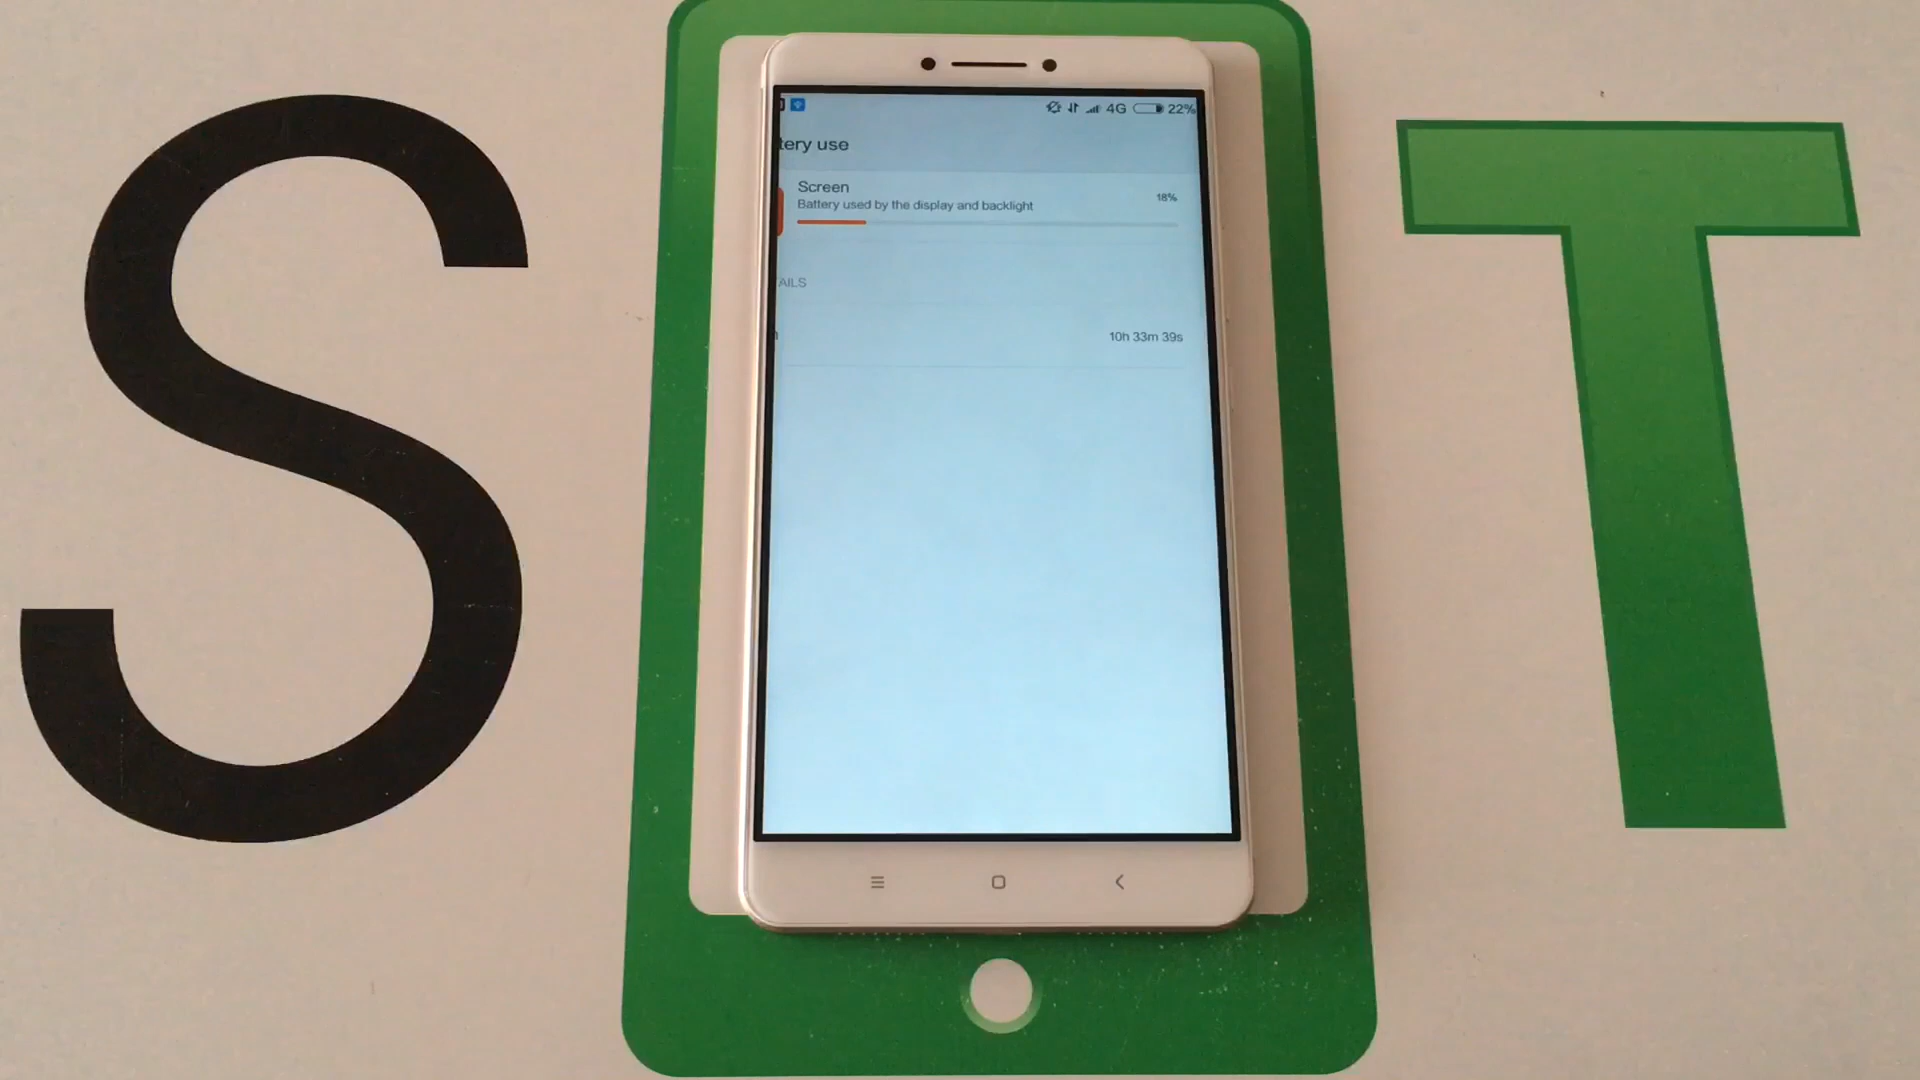 S T
4G 22%
tery use
Screen
Battery used by the display and backlight
18%
AILS
10h 33m 39s